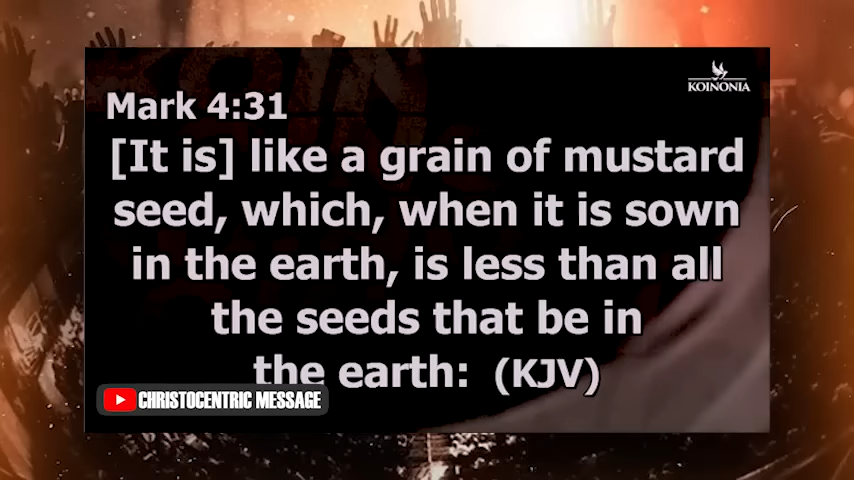 KOINONIA
Mark 4:31
[It is] like a grain of mustard
seed, which, when it is sown
in the earth, is less than all
the seeds that be in
the earth: (KJV)
CHRISTOCENTRIC MESSAGE